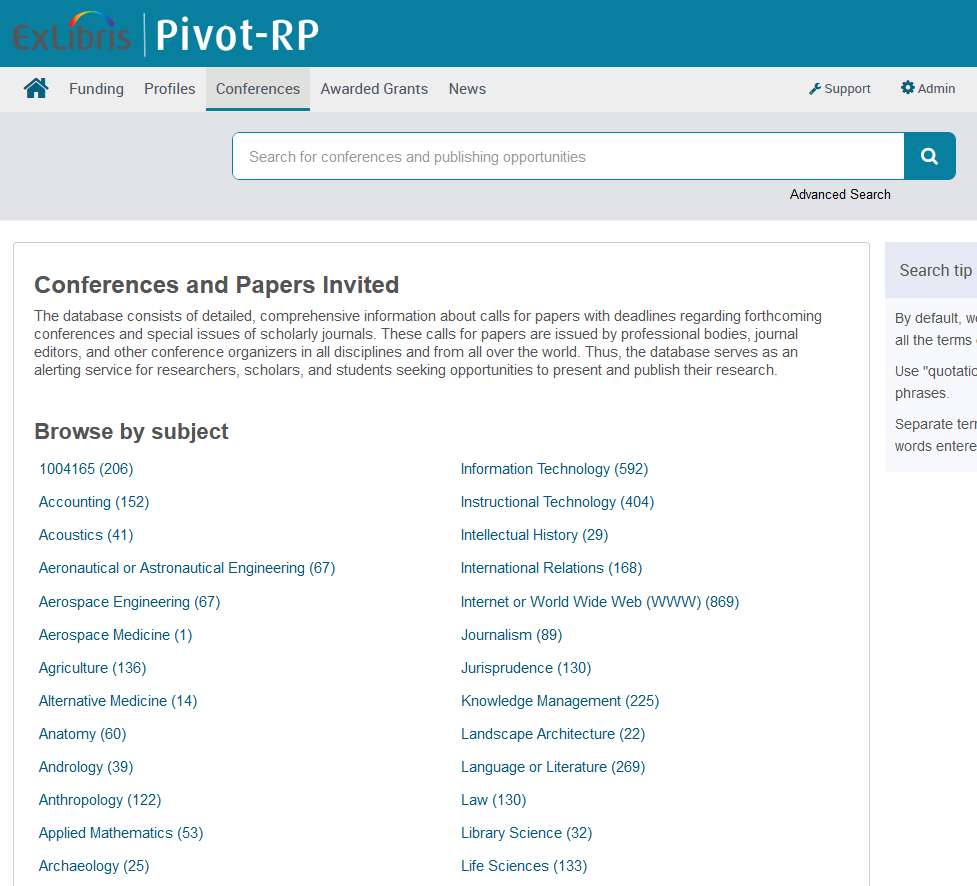 ExLibris Pivot-RP
Funding Profiles Conferences Awarded Grants News Support Admin
Search for conferences and publishing opportunities
Advanced Search
Conferences and Papers Invited
The database consists of detailed, comprehensive information about calls for papers with deadlines regarding forthcoming
conferences and special issues of scholarly journals. These calls for papers are issued by professional bodies, journal
editors, and other conference organizers in all disciplines and from all over the world. Thus, the database serves as an
alerting service for researchers, scholars, and students seeking opportunities to present and publish their research.
Browse by subject
1004165 (206)
Accounting (152)
Acoustics (41)
Aeronautical or Astronautical Engineering (67)
Aerospace Engineering (67)
Aerospace Medicine (1)
Agriculture (136)
Alternative Medicine (14)
Anatomy (60)
Andrology (39)
Anthropology (122)
Applied Mathematics (53)
Archaeology (25)
Information Technology (592)
Instructional Technology (404)
Intellectual History (29)
International Relations (168)
Internet or World Wide Web (WWW) (869)
Journalism (89)
Jurisprudence (130)
Knowledge Management (225)
Landscape Architecture (22)
Language or Literature (269)
Law (130)
Library Science (32)
Life Sciences (133)
Search tip
By default, we
all the terms
Use "quotatio
phrases.
Separate ter
words entere